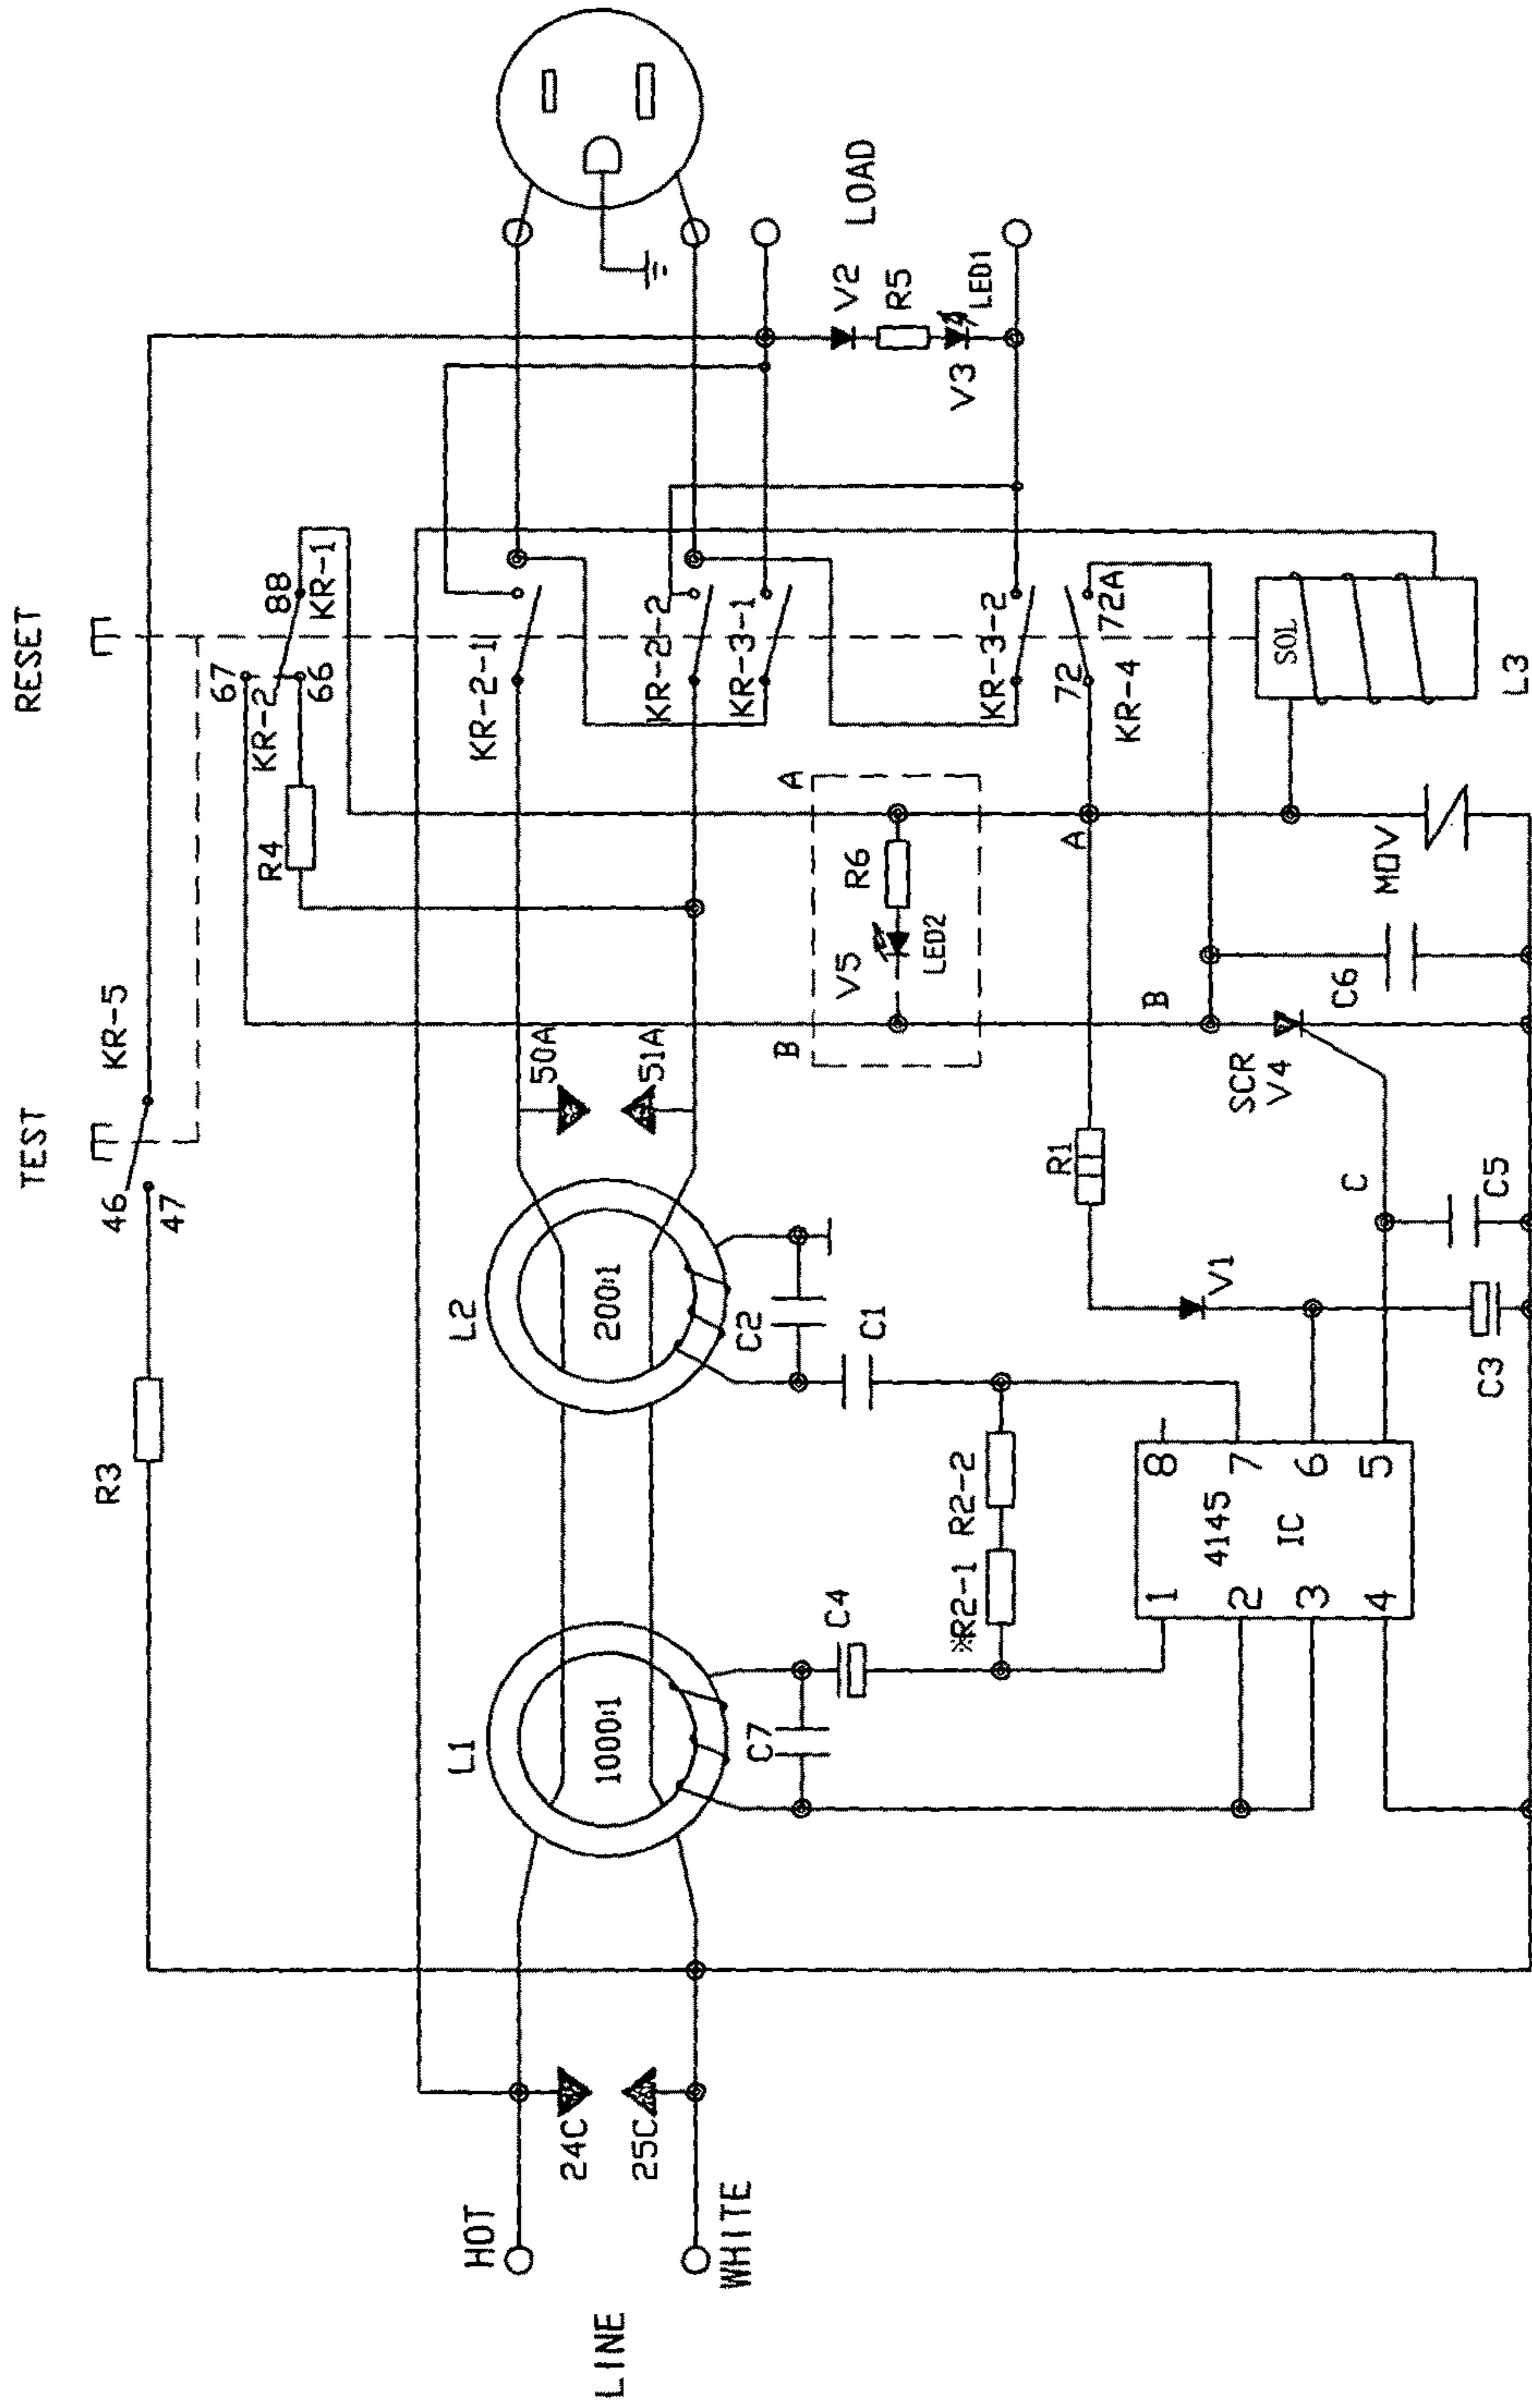 RESET
TEST
KR-5
67
88
KR-1
KR-2
66
46
47
R4
R3
KR-2-1
KR-2-2
KR-3-1
KR-3-2
72
72A
KR-4
LOAD
V2
R5
V3
LED1
SOL
L3
A
R6
V5
LED2
B
A
B
MOV
C6
SCR
V4
50A
51A
L2
200:1
C2
C1
R1
V1
C
C5
C3
※R2-1
R2-2
L1
1000:1
C7
C4
8
7
6
5
4145
IC
1
2
3
4
HOT
24C
25C
WHITE
LINE